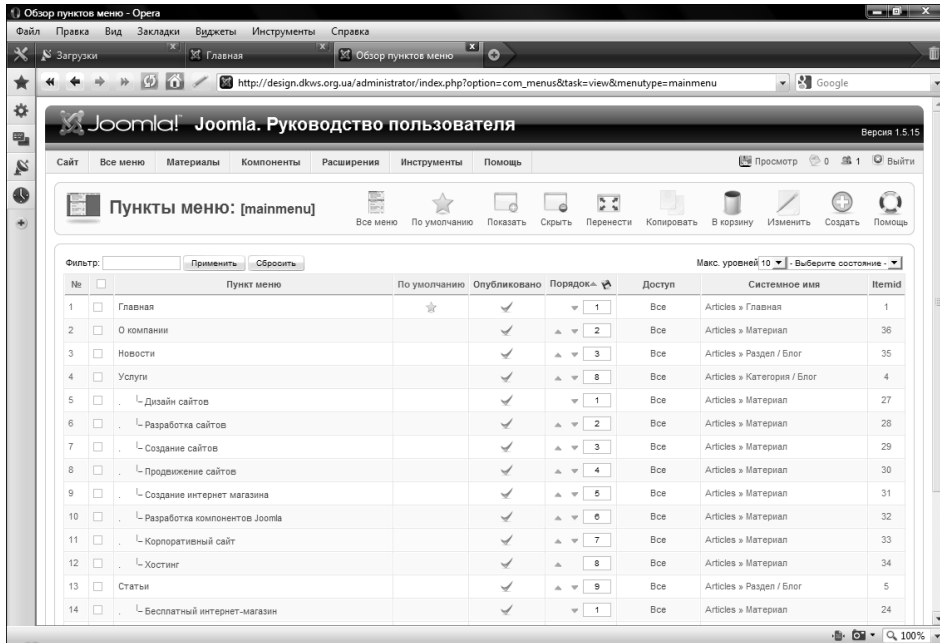 Обзор пунктов меню - Opera
Файл Правка Вид Закладки Виджеты Инструменты Справка
Загрузки Главная Обзор пунктов меню
http://design.dkws.org.ua/administrator/index.php?option=com_menus&task=view&menutype=mainmenu Google
Joomla! Joomla. Руководство пользователя
Версия 1.5.15
Сайт Все меню Материалы Компоненты Расширения Инструменты Помощь Просмотр 0 1 Выйти
Пункты меню: [mainmenu]
Все меню По умолчанию Показать Скрыть Перенести Копировать В корзину Изменить Создать Помощь
Фильтр: Применить Сбросить Макс. уровней 10 - Выберите состояние -
№ Пункт меню По умолчанию Опубликовано Порядок Доступ Системное имя Itemid
1 Главная 1 Все Articles » Главная 1
2 О компании 2 Все Articles » Материал 36
3 Новости 3 Все Articles » Раздел / Блог 35
4 Услуги 8 Все Articles » Категория / Блог 4
5 . Дизайн сайтов 1 Все Articles » Материал 27
6 . Разработка сайтов 2 Все Articles » Материал 28
7 . Создание сайтов 3 Все Articles » Материал 29
8 . Продвижение сайтов 4 Все Articles » Материал 30
9 . Создание интернет магазина 5 Все Articles » Материал 31
10 . Разработка компонентов Joomla 6 Все Articles » Материал 32
11 . Корпоративный сайт 7 Все Articles » Материал 33
12 . Хостинг 8 Все Articles » Материал 34
13 Статьи 9 Все Articles » Раздел / Блог 5
14 . Бесплатный интернет-магазин 1 Все Articles » Материал 24
100%